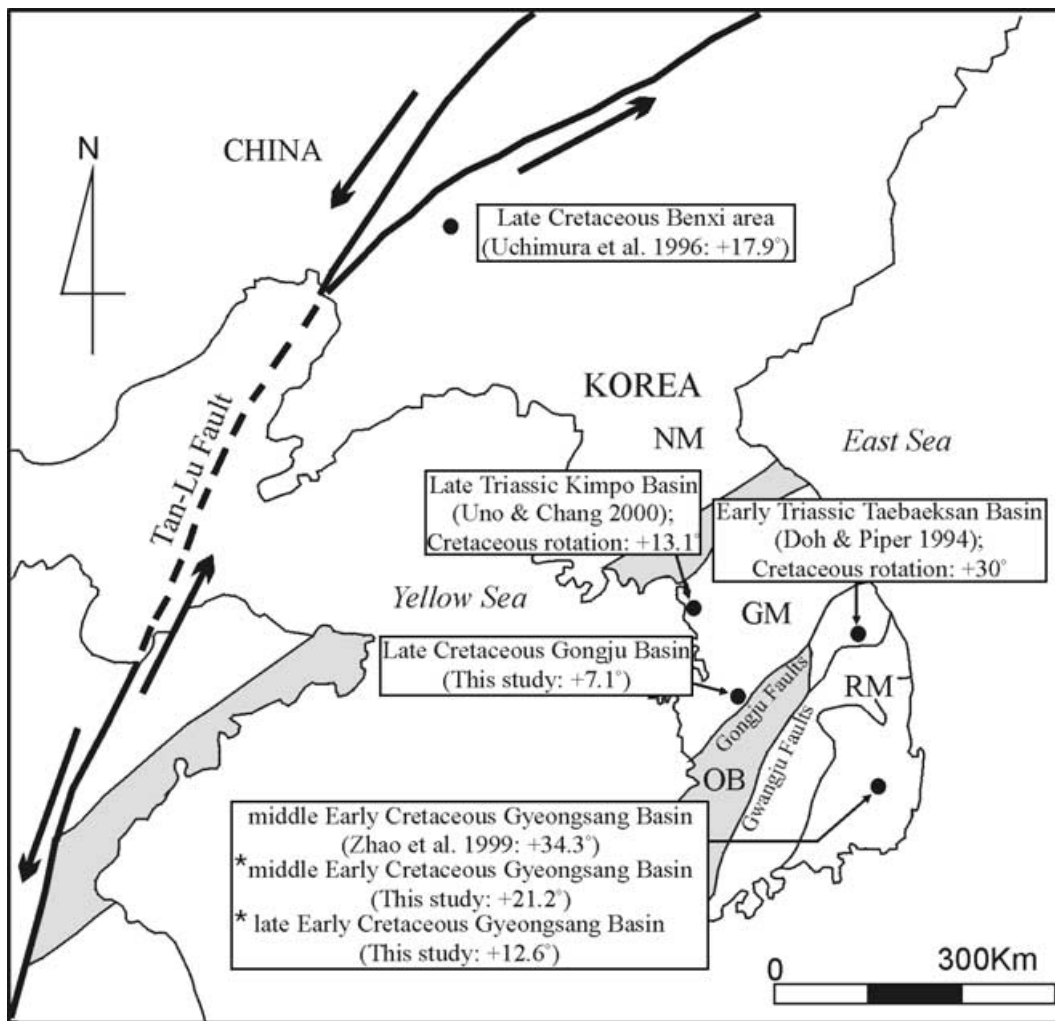 N
CHINA
Late Cretaceous Benxi area
(Uchimura et al. 1996: +17.9°)
Tan-Lu Fault
KOREA
NM
East Sea
Late Triassic Kimpo Basin
(Uno & Chang 2000);
Cretaceous rotation: +13.1°
Early Triassic Taebaeksan Basin
(Doh & Piper 1994);
Cretaceous rotation: +30°
Yellow Sea
GM
Late Cretaceous Gongju Basin
(This study: +7.1°)
Gongju Faults
RM
Gwangju Faults
OB
middle Early Cretaceous Gyeongsang Basin
(Zhao et al. 1999: +34.3°)
*middle Early Cretaceous Gyeongsang Basin
(This study: +21.2°)
* late Early Cretaceous Gyeongsang Basin
(This study: +12.6°)
0 300Km